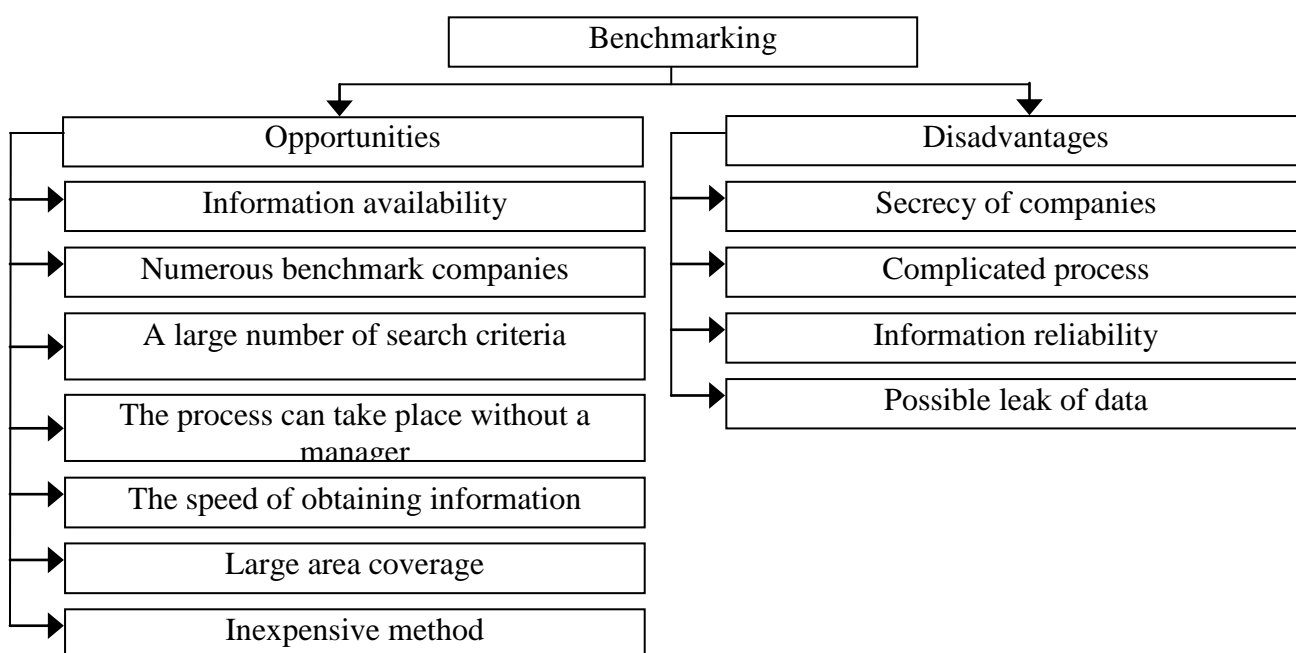 Benchmarking
Opportunities
Information availability
Numerous benchmark companies
A large number of search criteria
The process can take place without a
manager
The speed of obtaining information
Large area coverage
Inexpensive method
Disadvantages
Secrecy of companies
Complicated process
Information reliability
Possible leak of data